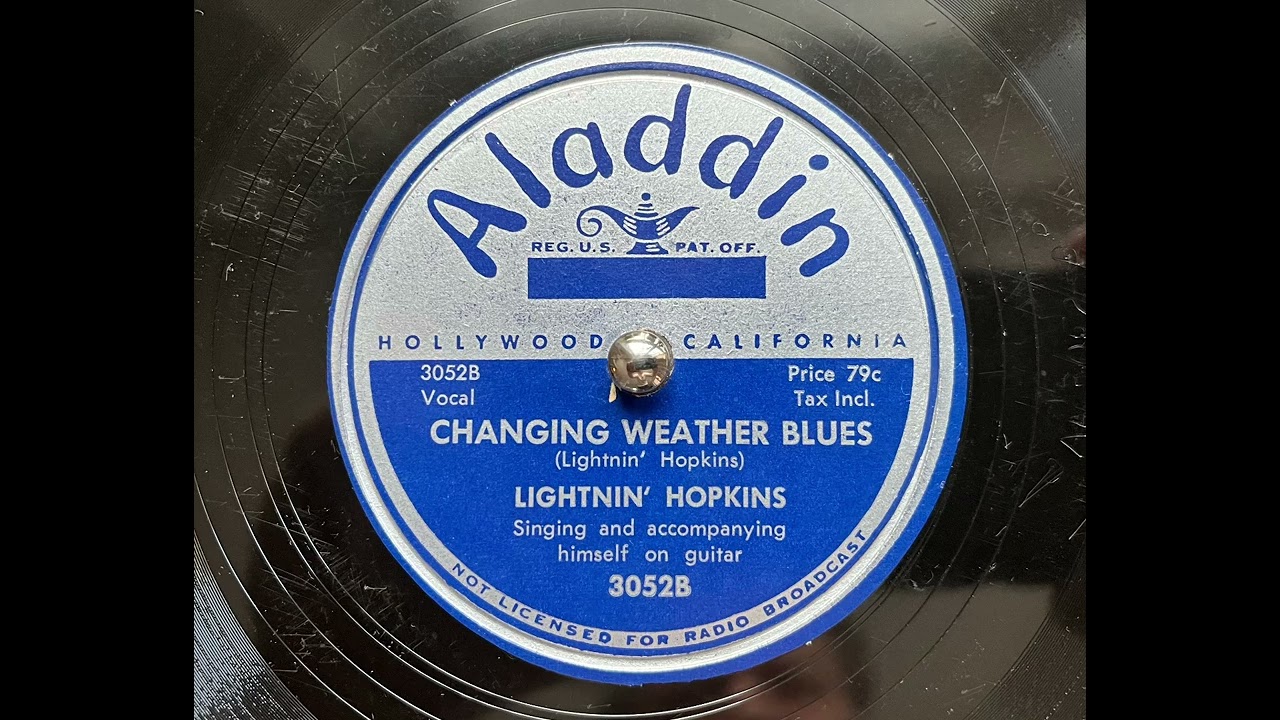 Aladdin
REG. U.S. PAT. OFF.
HOLLYWOOD CALIFORNIA
3052B Price 79c
Vocal Tax Incl.
CHANGING WEATHER BLUES
(Lightnin' Hopkins)
LIGHTNIN' HOPKINS
Singing and accompanying
himself on guitar
3052B
NOT LICENSED FOR RADIO BROADCAST